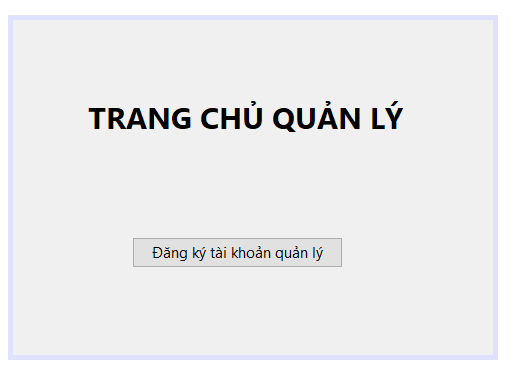 TRANG CHỦ QUẢN LÝ
Đăng ký tài khoản quản lý